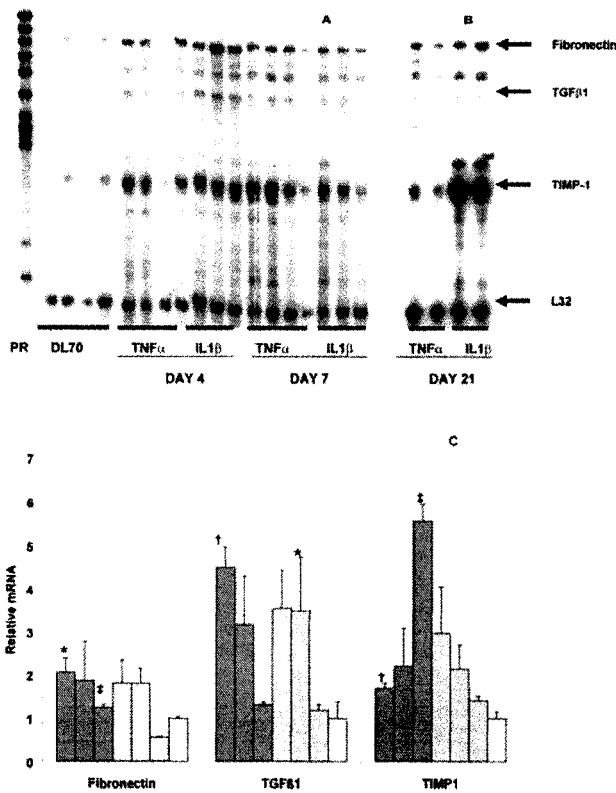 A B
Fibronectin
TGFβ1
TIMP-1
L32
PR DL70 TNFα IL1β TNFα IL1β TNFα IL1β
DAY 4 DAY 7 DAY 21
C
7
6
5
4
3
2
1
0
Relative mRNA
* ‡ † * † ‡
Fibronectin TGFß1 TIMP1